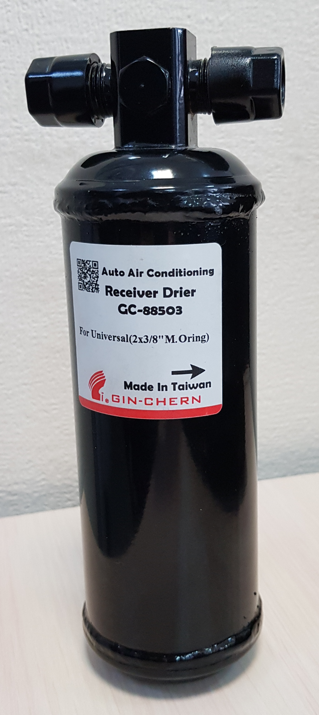 Auto Air Conditioning
Receiver Drier
GC-88503
For Universal(2x3/8"M.Oring)
Made In Taiwan
GIN-CHERN